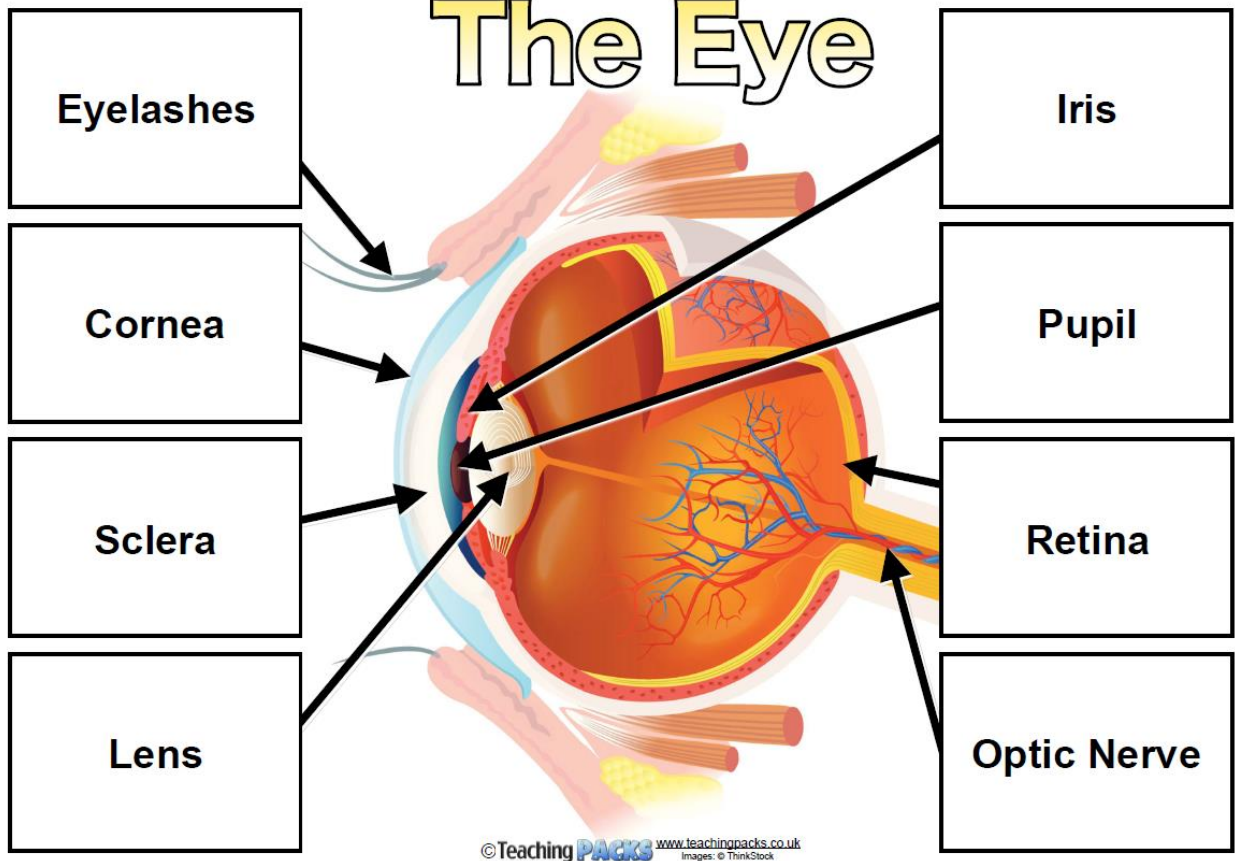 The Eye
Eyelashes
Cornea
Sclera
Lens
Iris
Pupil
Retina
Optic Nerve
©Teaching PACKS www.teachingpacks.co.uk
Images: © ThinkStock